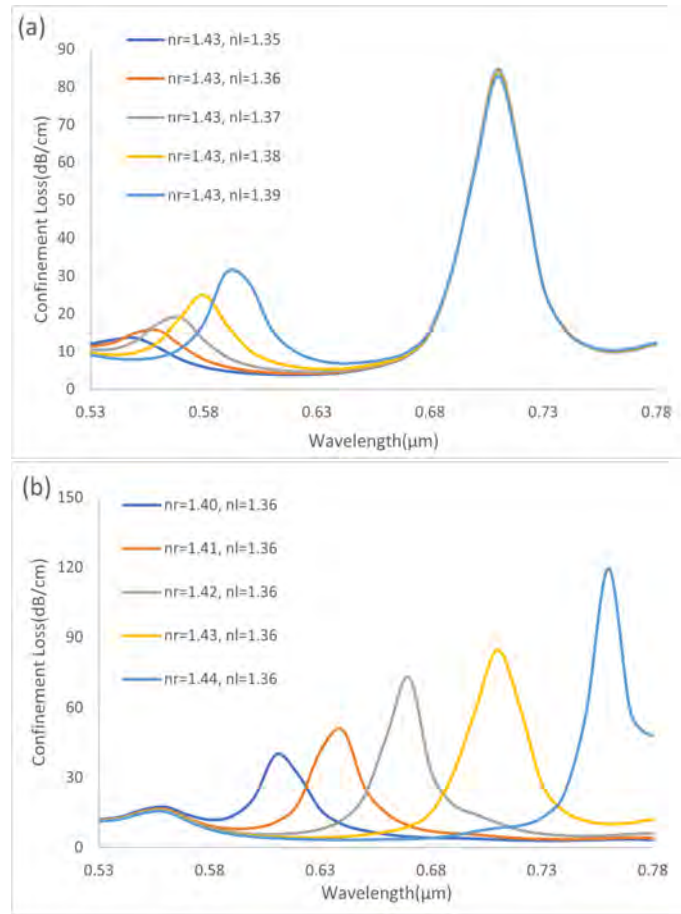 (a)
90
80
70
60
50
40
30
20
10
0
Confinement Loss(dB/cm)
nr=1.43, nl=1.35
nr=1.43, nl=1.36
nr=1.43, nl=1.37
nr=1.43, nl=1.38
nr=1.43, nl=1.39
0.53 0.58 0.63 0.68 0.73 0.78
Wavelength(μm)
(b)
150
120
90
60
30
0
Confinement Loss(dB/cm)
nr=1.40, nl=1.36
nr=1.41, nl=1.36
nr=1.42, nl=1.36
nr=1.43, nl=1.36
nr=1.44, nl=1.36
0.53 0.58 0.63 0.68 0.73 0.78
Wavelength(μm)